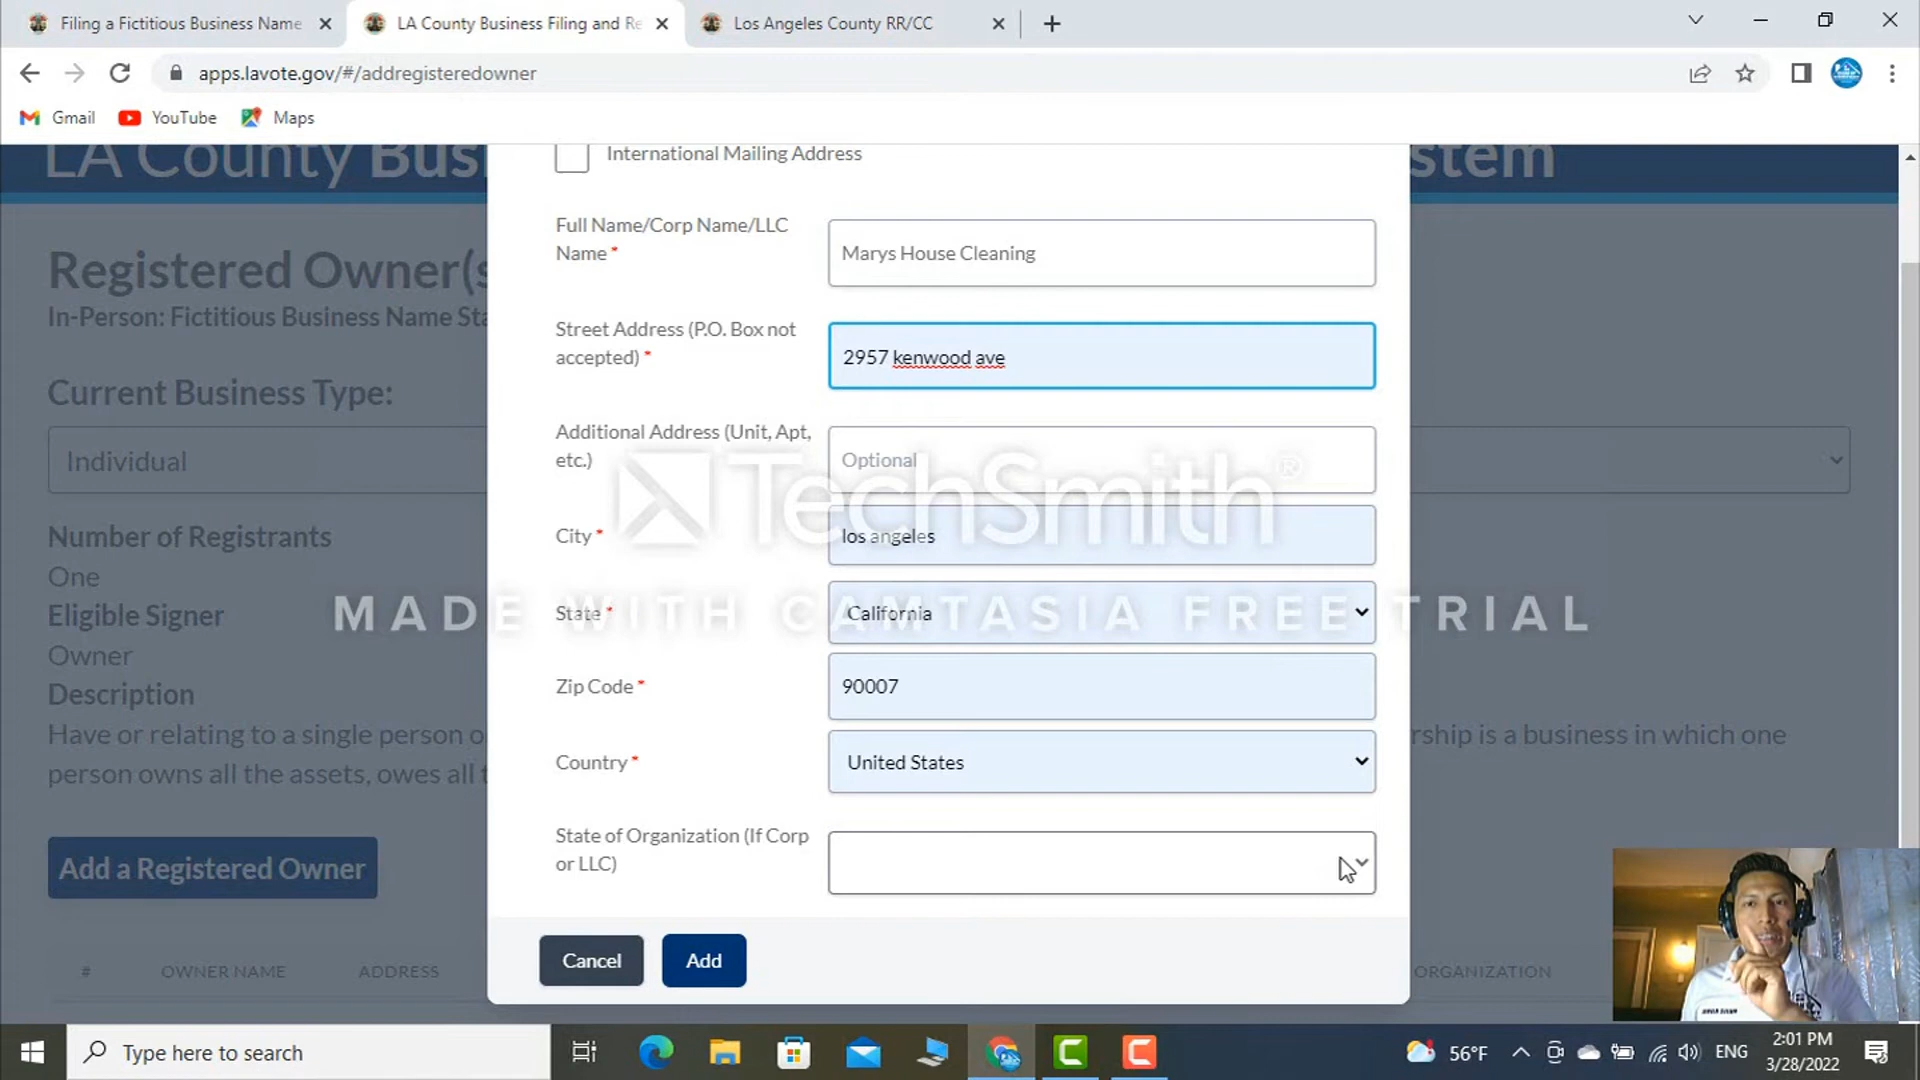 Filing a Fictitious Business Name
LA County Business Filing and Re
Los Angeles County RR/CC
apps.lavote.gov/#/addregisteredowner
Gmail
YouTube
Maps
LA County Busi
stem
International Mailing Address
Full Name/Corp Name/LLC
Name *
Marys House Cleaning
Registered Owner(s
In-Person: Fictitious Business Name Sta
Street Address (P.O. Box not
accepted) *
2957 kenwood ave
Current Business Type:
Individual
Additional Address (Unit, Apt,
etc.)
Optional
TechSmith®
Number of Registrants
One
City *
los angeles
Eligible Signer
Owner
State *
California
MADE WITH CAMTASIA FREE TRIAL
Description
Have or relating to a single person o
rship is a business in which one
person owns all the assets, owes all t
Zip Code *
90007
Country *
United States
State of Organization (If Corp
or LLC)
Add a Registered Owner
Cancel
Add
#
OWNER NAME
ADDRESS
ORGANIZATION
Type here to search
56°F
ENG
2:01 PM
3/28/2022